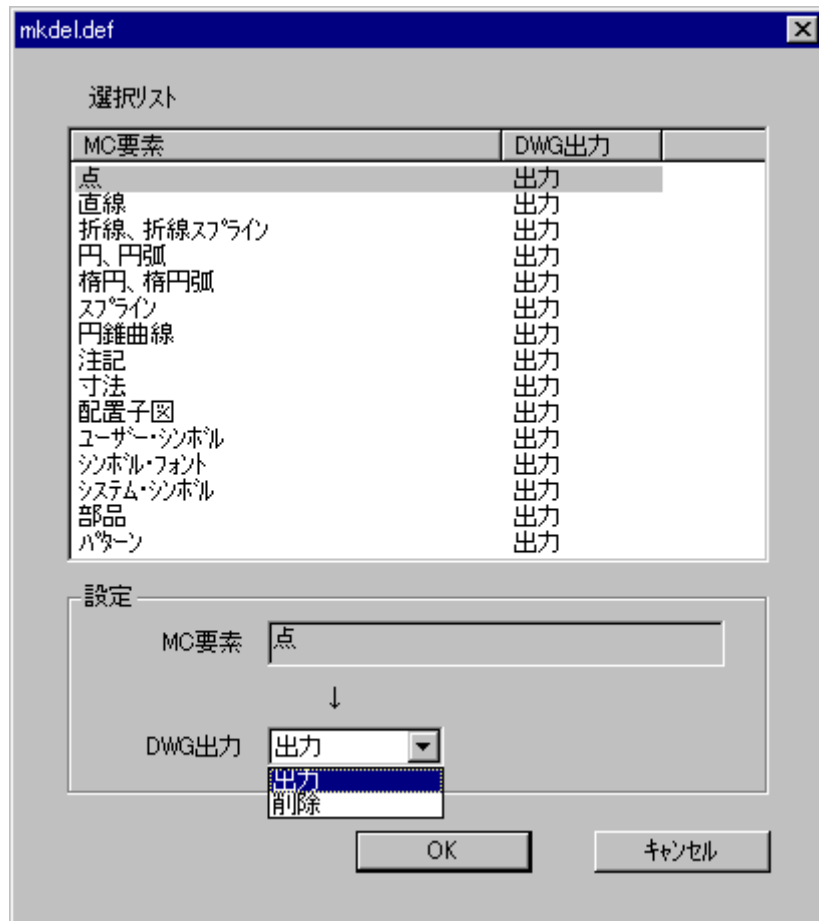 mkdel.def
選択ﾘｽﾄ
MC要素 DWG出力
点 出力
直線 出力
折線、折線ｽﾌﾟﾗｲﾝ 出力
円、円弧 出力
楕円、楕円弧 出力
ｽﾌﾟﾗｲﾝ 出力
円錐曲線 出力
注記 出力
寸法 出力
配置子図 出力
ﾕｰｻﾞｰ･ｼﾝﾎﾞﾙ 出力
ｼﾝﾎﾞﾙ･ﾌｫﾝﾄ 出力
ｼｽﾃﾑ･ｼﾝﾎﾞﾙ 出力
部品 出力
ﾊﾟﾀｰﾝ 出力
設定
MC要素 点
↓
DWG出力 出力
出力
削除
OK ｷｬﾝｾﾙ